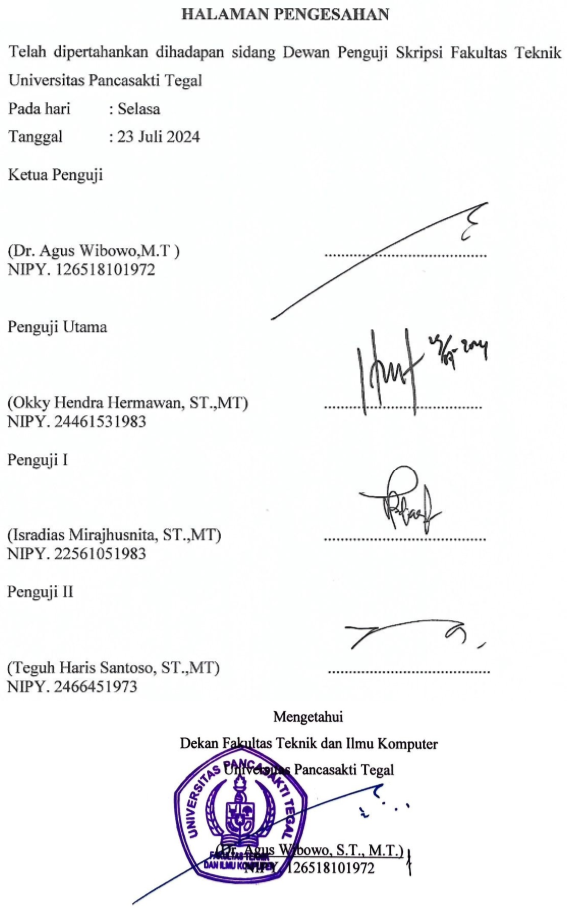 HALAMAN PENGESAHAN
Telah dipertahankan dihadapan sidang Dewan Penguji Skripsi Fakultas Teknik
Universitas Pancasakti Tegal
Pada hari : Selasa
Tanggal : 23 Juli 2024
Ketua Penguji
(Dr. Agus Wibowo,M.T )
NIPY. 126518101972
Penguji Utama
(Okky Hendra Hermawan, ST.,MT)
NIPY. 24461531983
Penguji I
(Isradias Mirajhusnita, ST.,MT)
NIPY. 22561051983
Penguji II
(Teguh Haris Santoso, ST.,MT)
NIPY. 2466451973
Mengetahui
Dekan Fakultas Teknik dan Ilmu Komputer
Universitas Pancasakti Tegal
UNIVERSITAS PANCASAKTI TEGAL
FAKULTAS TEKNIK
DAN ILMU KOMPUTER
(Dr. Agus Wibowo, S.T., M.T.)
NIPY. 126518101972